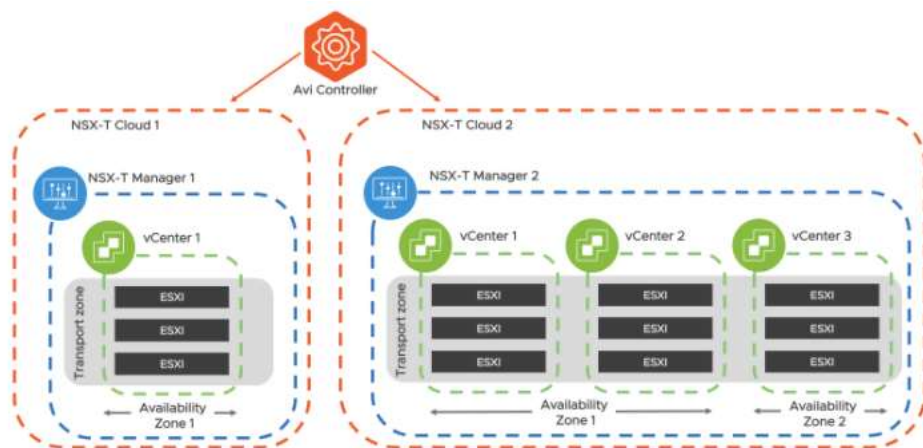 Avi Controller
NSX-T Cloud 1
NSX-T Manager 1
vCenter 1
Transport zone
ESXI
ESXI
ESXI
Availability
Zone 1
NSX-T Cloud 2
NSX-T Manager 2
vCenter 1
vCenter 2
vCenter 3
Transport zone
ESXI
ESXI
ESXI
ESXI
ESXI
ESXI
ESXI
ESXI
ESXI
Availability
Zone 1
Availability
Zone 2